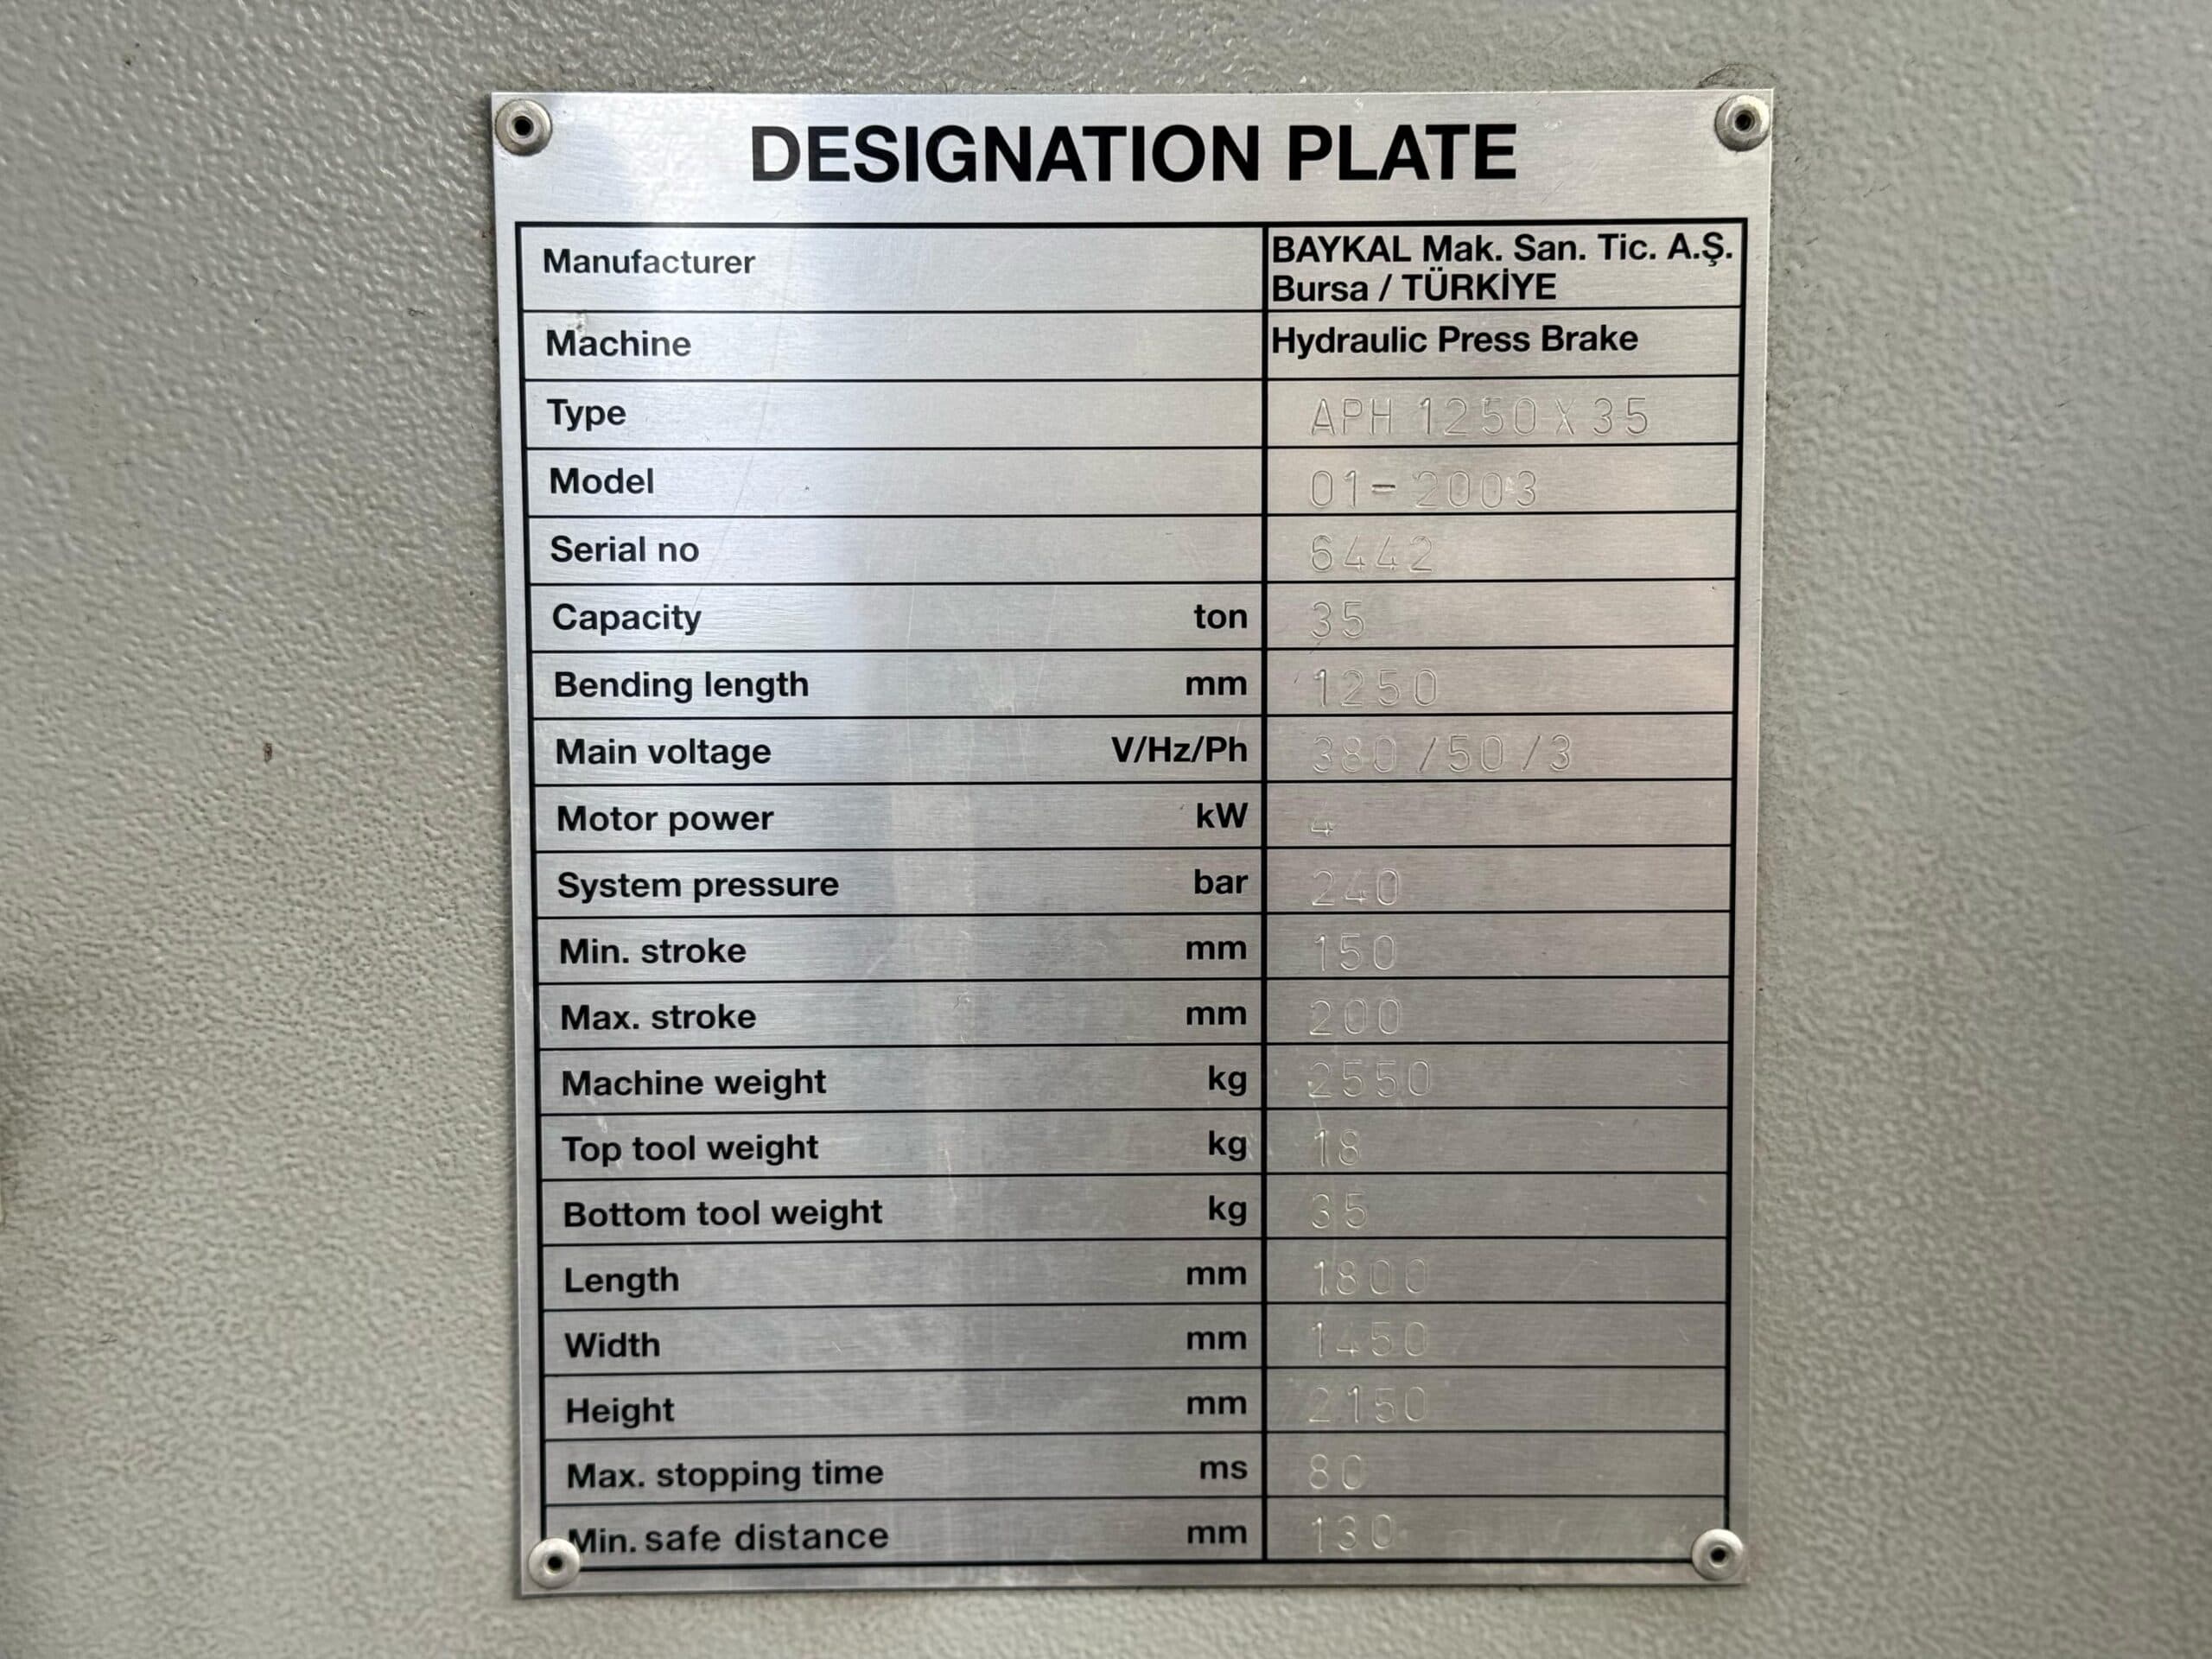 DESIGNATION PLATE
Manufacturer BAYKAL Mak. San. Tic. A.Ş.
Bursa / TÜRKİYE
Machine Hydraulic Press Brake
Type APH 1250 X 35
Model 01-2003
Serial no 6442
Capacity ton 35
Bending length mm 1250
Main voltage V/Hz/Ph 380 /50 /3
Motor power kW 4
System pressure bar 240
Min. stroke mm 150
Max. stroke mm 200
Machine weight kg 2550
Top tool weight kg 18
Bottom tool weight kg 35
Length mm 1800
Width mm 1450
Height mm 2150
Max. stopping time ms 80
Min. safe distance mm 130